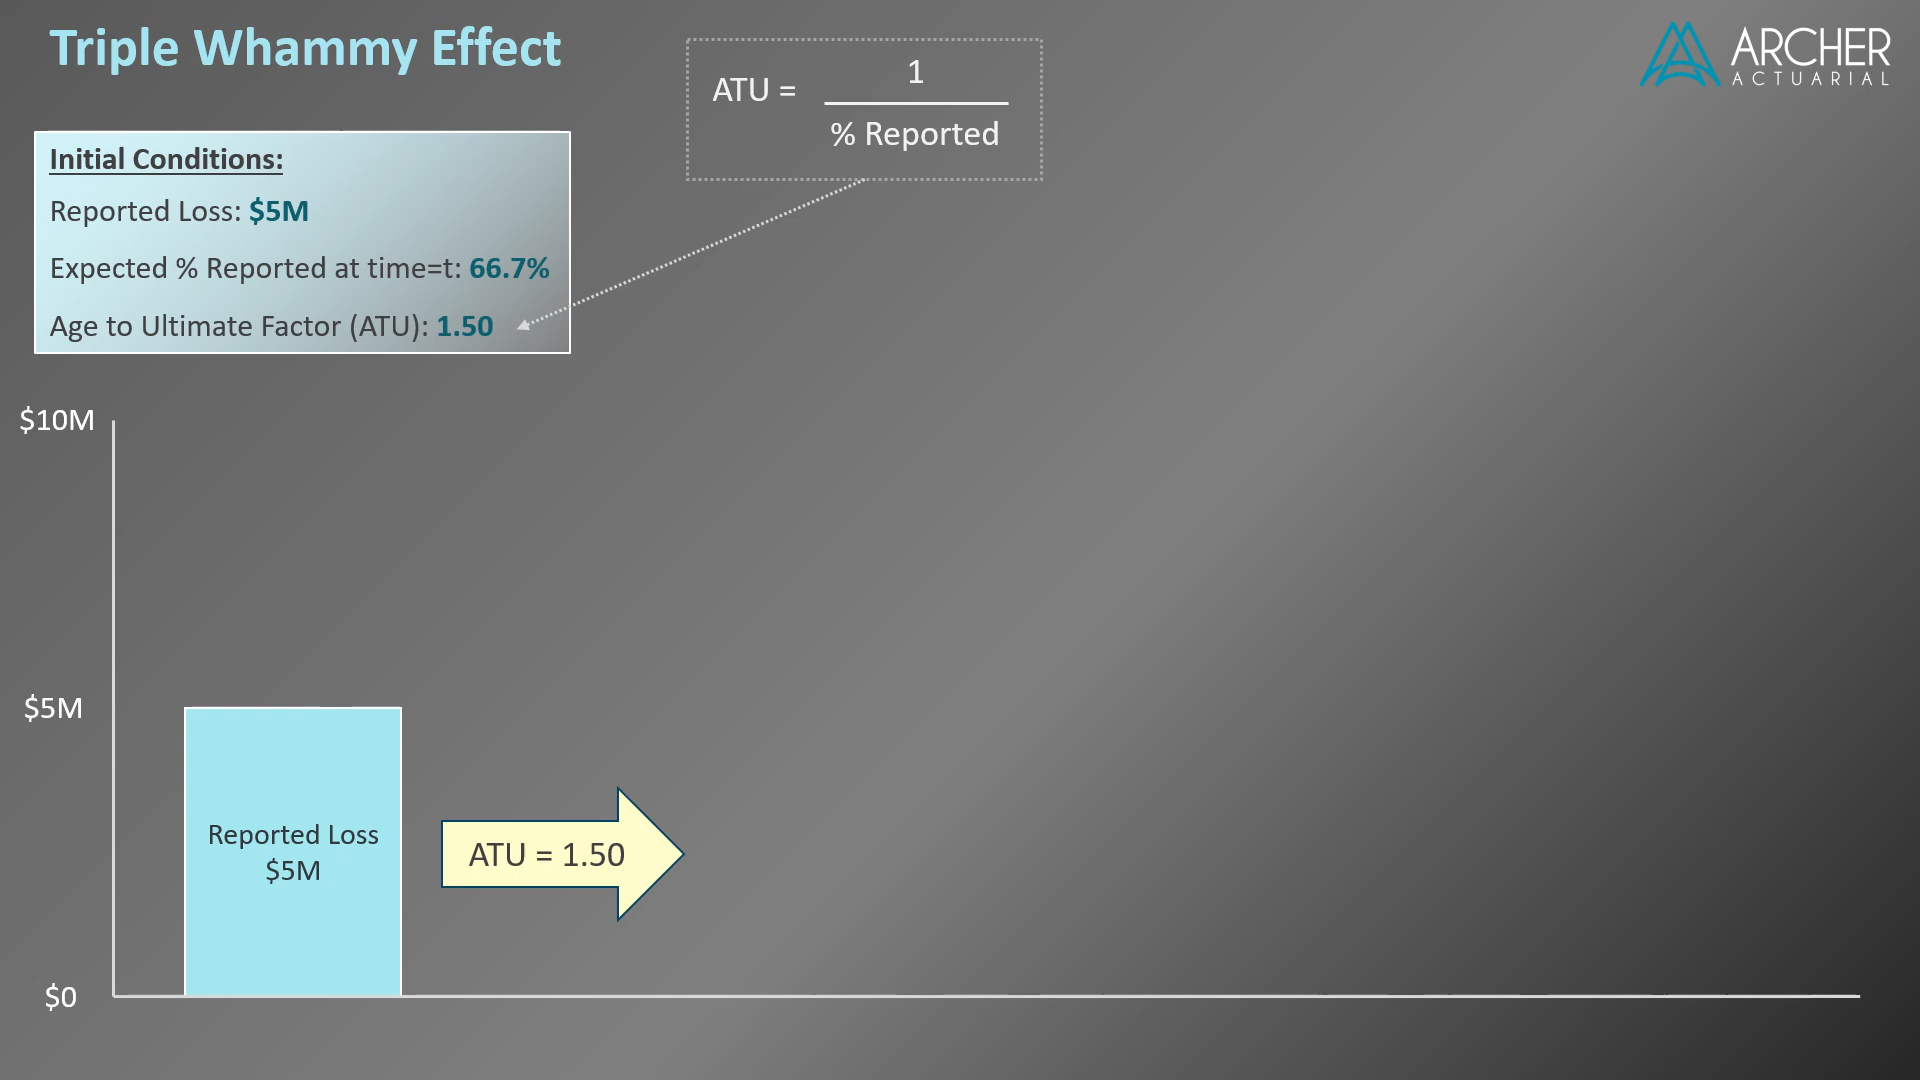 Triple Whammy Effect
ATU =
1
% Reported
ARCHER
ACTUARIAL
Initial Conditions:
Reported Loss: $5M
Expected % Reported at time=t: 66.7%
Age to Ultimate Factor (ATU): 1.50
$10M
$5M
Reported Loss
$5M
ATU = 1.50
$0